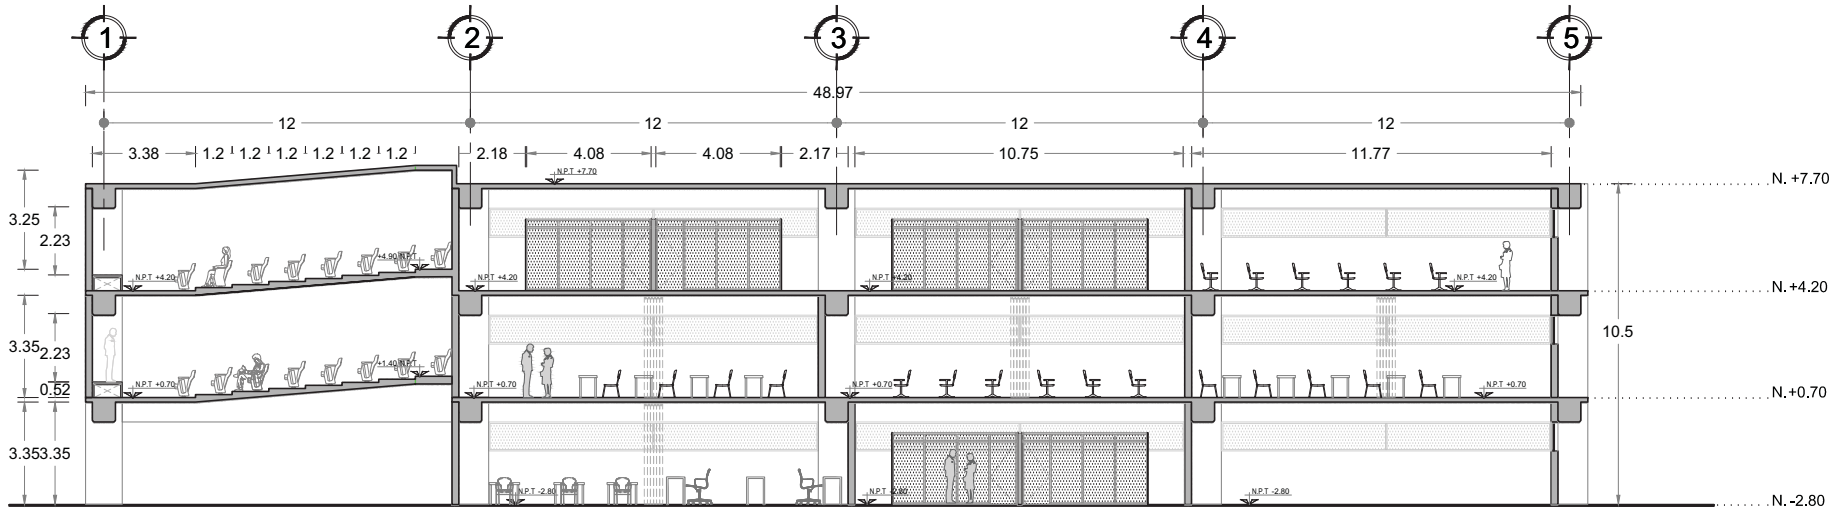 1 2 3 4 5
48.97
12 12 12 12
3.38 1.2 1.2 1.2 1.2 1.2 1.2 2.18 4.08 4.08 2.17 10.75 11.77
N.P.T +7.70
N. +7.70
3.25
2.23
+4.90 N.P.T
N.P.T +4.20 N.P.T +4.20 N.P.T +4.20 N.P.T +4.20
N. +4.20
10.5
3.35
2.23
+1.40 N.P.T
0.52
N.P.T +0.70 N.P.T +0.70 N.P.T +0.70 N.P.T +0.70
N.+0.70
3.35 3.35
N.P.T -2.80 N.P.T -2.80 N.P.T -2.80
N. -2.80